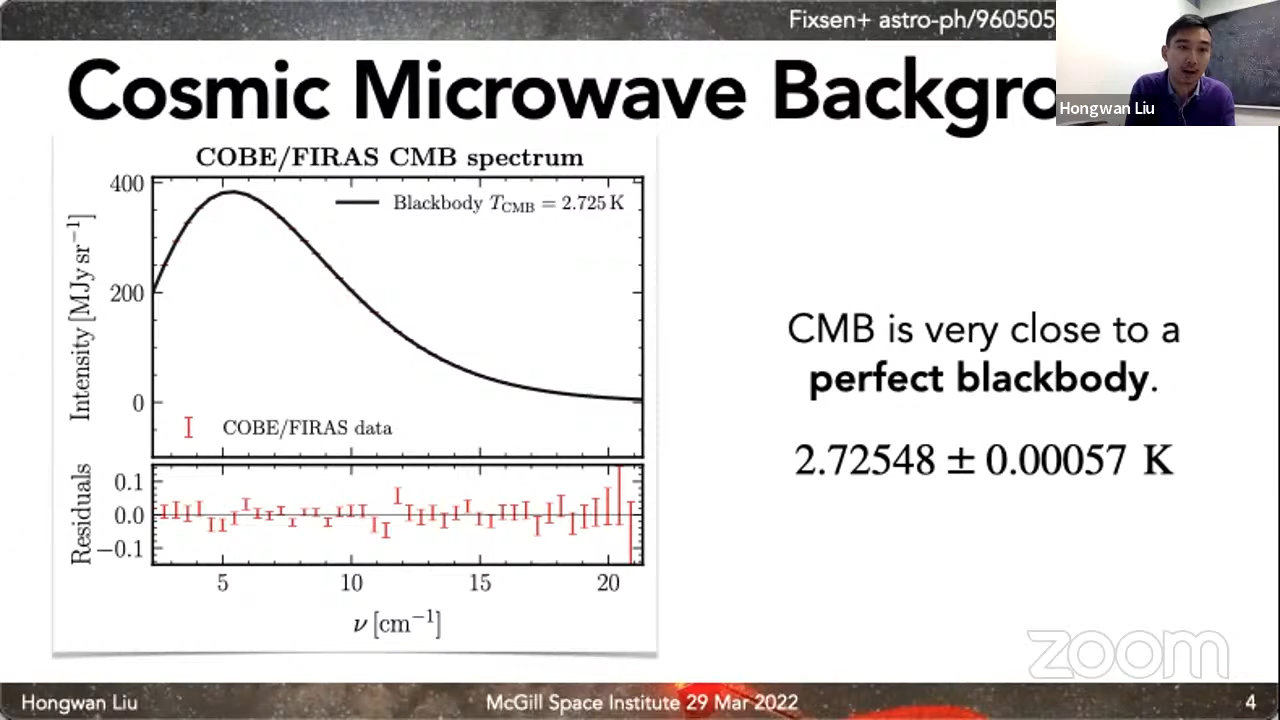 Fixsen+ astro-ph/960505
Cosmic Microwave Backgro
Hongwan Liu
COBE/FIRAS CMB spectrum
400
200
0
Intensity [MJy sr⁻¹]
Blackbody T_CMB = 2.725 K
COBE/FIRAS data
0.1
0.0
−0.1
Residuals
5 10 15 20
ν [cm⁻¹]
CMB is very close to a
perfect blackbody.
2.72548 ± 0.00057 K
zoom
Hongwan Liu McGill Space Institute 29 Mar 2022 4